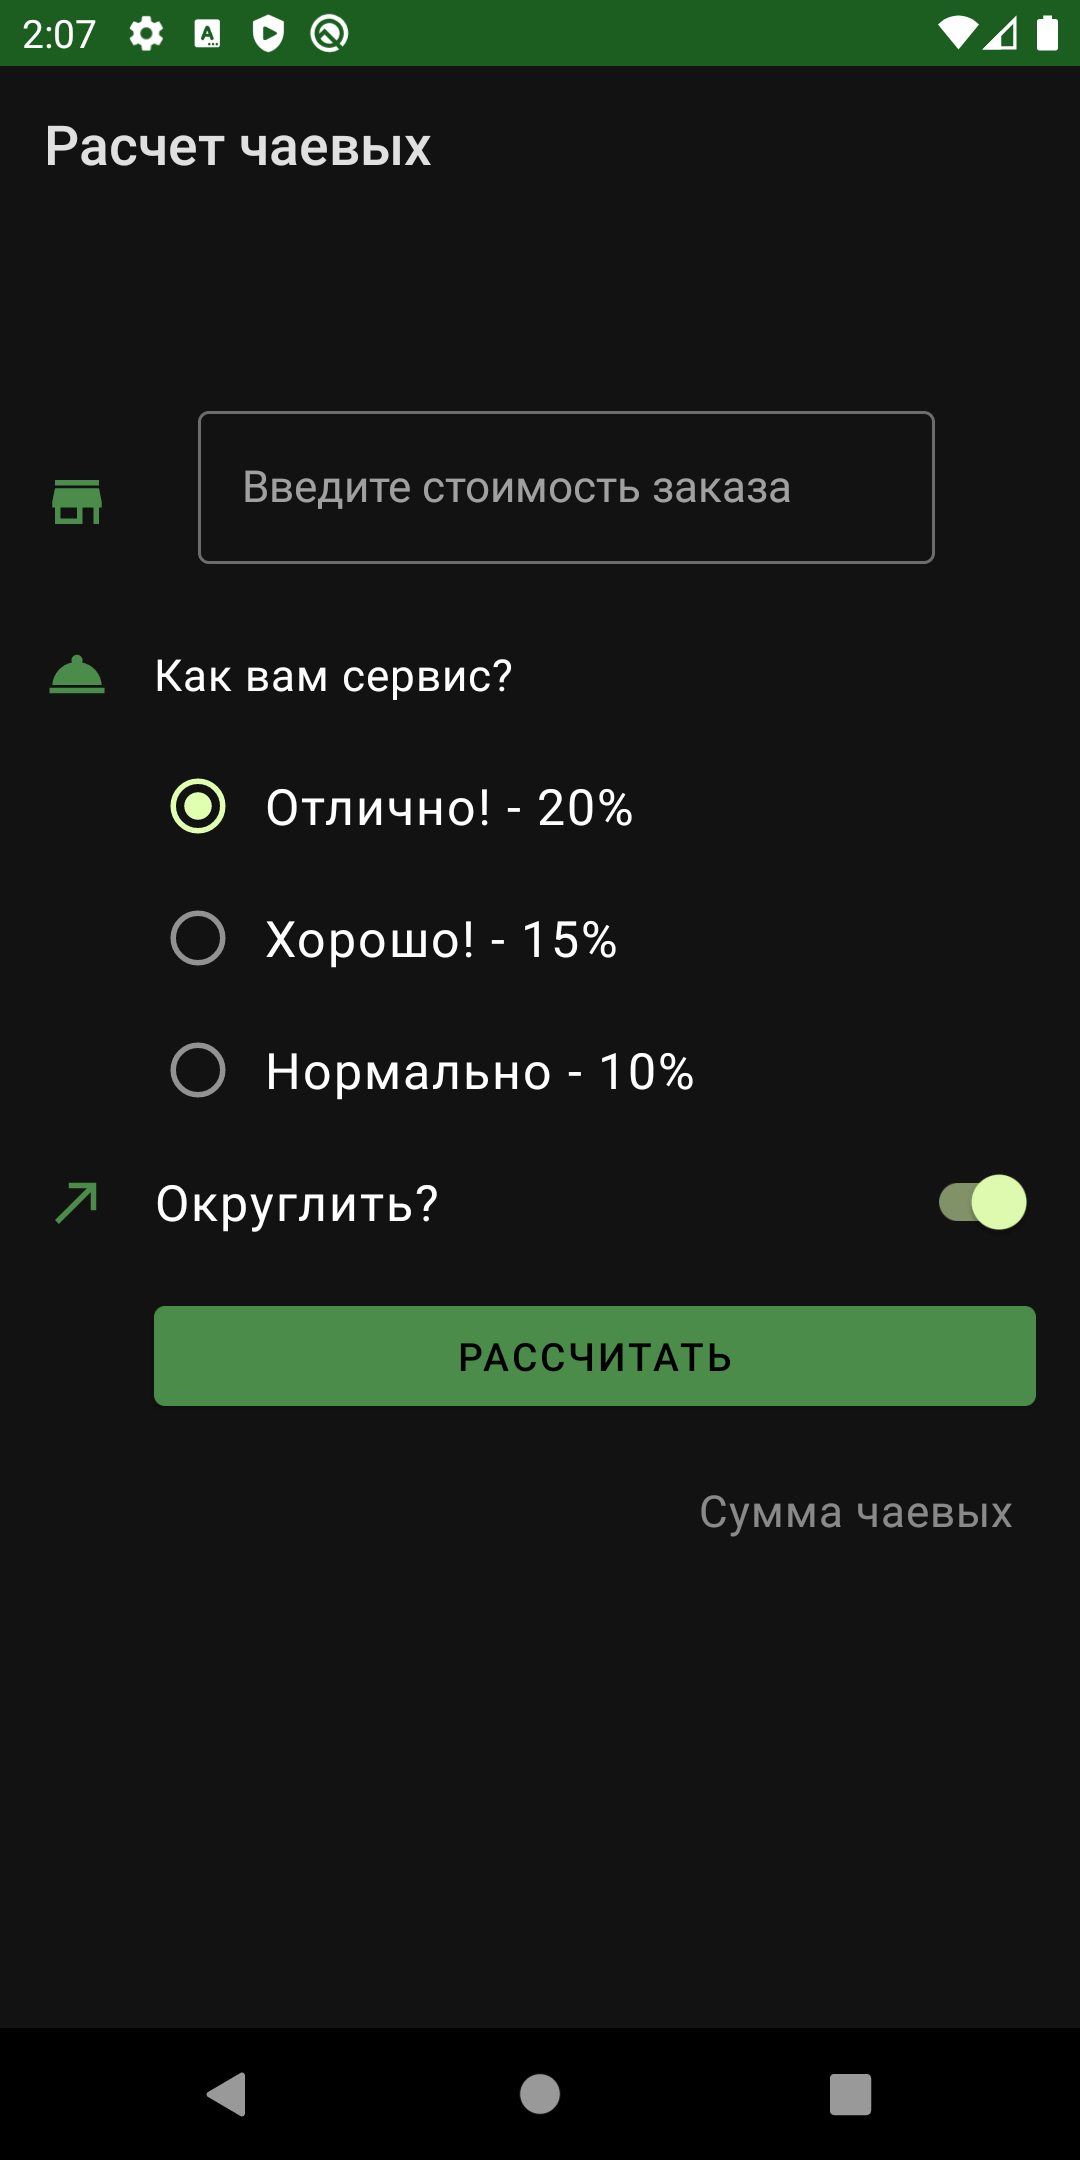 2:07
Расчет чаевых
Введите стоимость заказа
Как вам сервис?
Отлично! - 20%
Хорошо! - 15%
Нормально - 10%
Округлить?
РАССЧИТАТЬ
Сумма чаевых